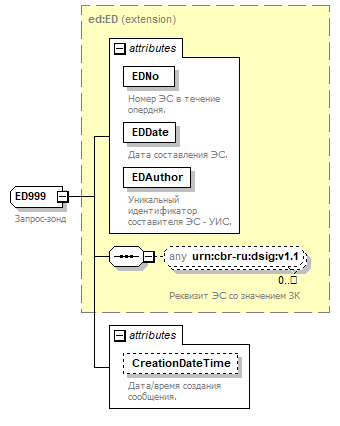 ed:ED (extension)
attributes
EDNo
Номер ЭС в течение
опердня.
EDDate
Дата составления ЭС.
EDAuthor
Уникальный
идентификатор
составителя ЭС - УИС.
ED999
Запрос-зонд
any urn:cbr-ru:dsig:v1.1
0..□
Реквизит ЭС со значением ЗК
attributes
CreationDateTime
Дата/время создания
сообщения.